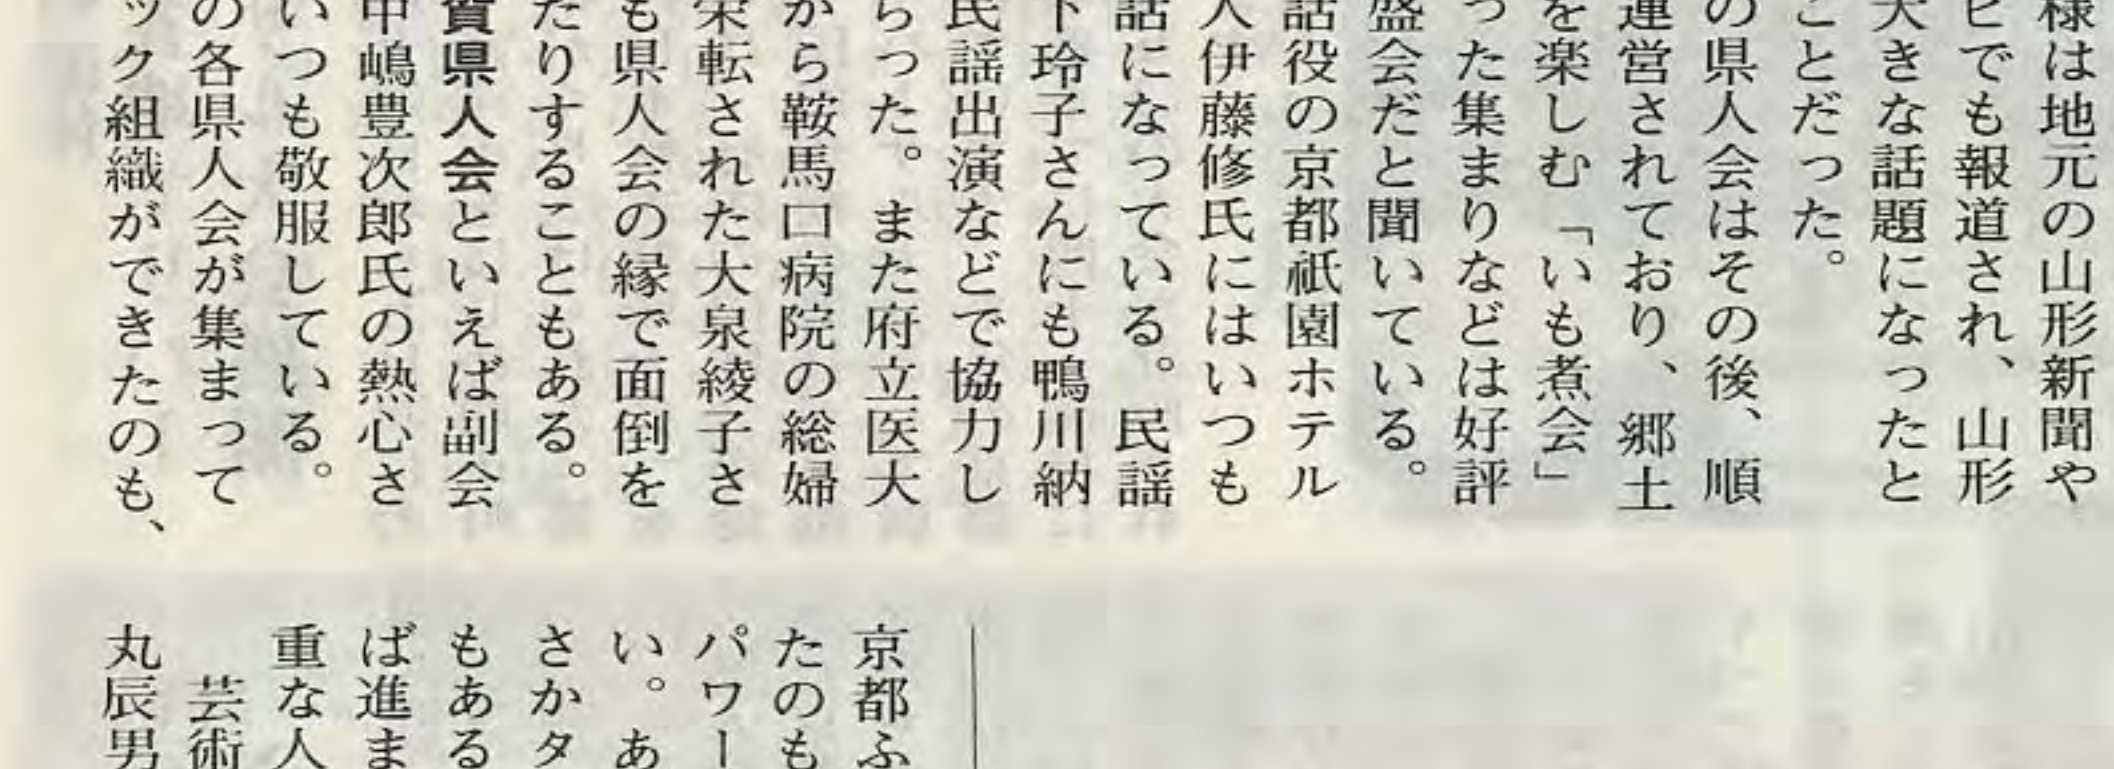 様は地元の山形新聞や
ビでも報道され、山形
大きな話題になったと
ことだった。
の県人会はその後、順
運営されており、郷土
を楽しむ「いも煮会」
った集まりなどは好評
盛会だと聞いている。
話役の京都祇園ホテル
人伊藤修氏にはいつも
話になっている。民謡
下玲子さんにも鴨川納
民謡出演などで協力し
らった。また府立医大
から鞍馬口病院の総婦
栄転された大泉綾子さ
も県人会の縁で面倒を
たりすることもある。
賀県人会といえば副会
中嶋豊次郎氏の熱心さ
いつも敬服している。
の各県人会が集まって
ック組織ができたのも、
京都ふ
たのも
パワー
い。あ
さかタ
もある
ば進ま
重な人
芸術
丸辰男